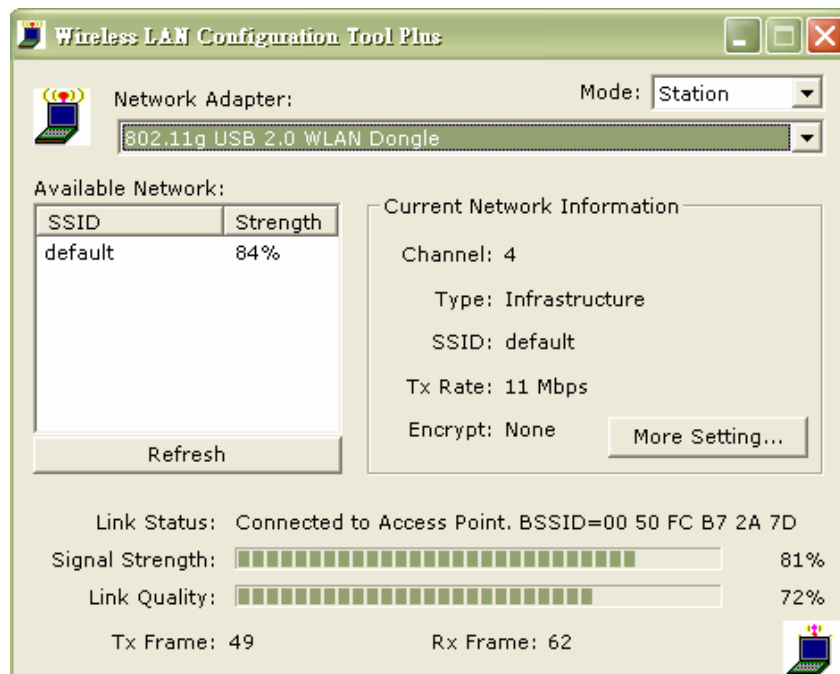 Wireless LAN Configuration Tool Plus
Mode: Station
Network Adapter:
802.11g USB 2.0 WLAN Dongle
Available Network:
SSID Strength
default 84%
Refresh
Current Network Information
Channel: 4
Type: Infrastructure
SSID: default
Tx Rate: 11 Mbps
Encrypt: None
More Setting...
Link Status: Connected to Access Point. BSSID=00 50 FC B7 2A 7D
Signal Strength: 81%
Link Quality: 72%
Tx Frame: 49 Rx Frame: 62